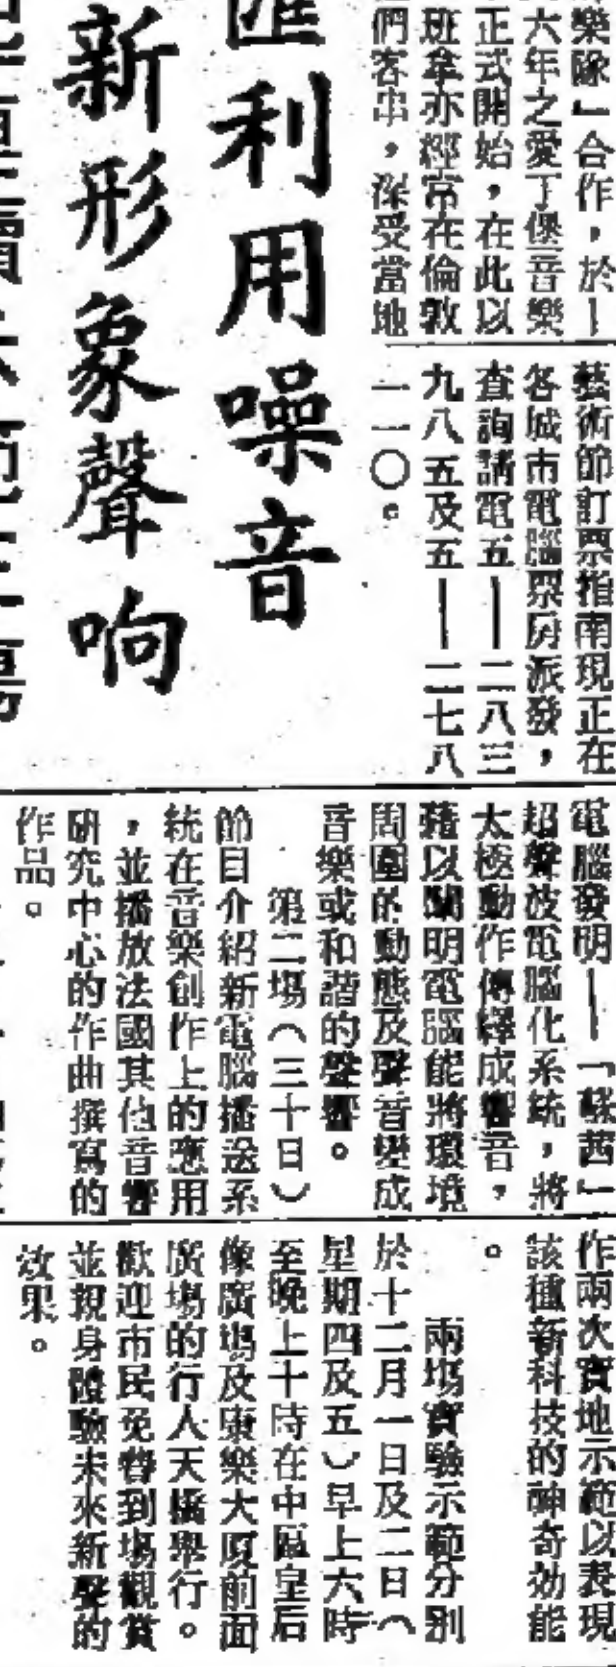 樂隊」合作,於一
六年之愛丁堡音樂
正式開始,在此以
班拿亦經常在倫敦
們客串,深受當地
藝術節訂票指南現正在
各城市電腦票房派發,
查詢請電五——二八三
九八五及五——二七八
一一〇。
匯利用噪音
新形象聲响
電腦發明——「
超聲波電腦化系統,將
太極動作傳譯成響音,
藉以闡明電腦能將環境
周圍的動態及聲音變成
音樂或和諧的聲響。
第二場(三十日)
節目介紹新電腦播送系
統在音樂創作上的應用
,並播放法國其他音響
研究中心的作曲撰寫的
作品。
作兩次實地示範以表現
該種新科技的神奇効能
。
兩塲實驗示範分別
於十二月一日及二日(
星期四及五)早上六時
至晚上十時在中區皇后
像廣塲及康樂大厦前面
廣塲的行人天橋舉行。
歡迎市民免費到塲觀賞
並親身體驗未來新聲的
效果。